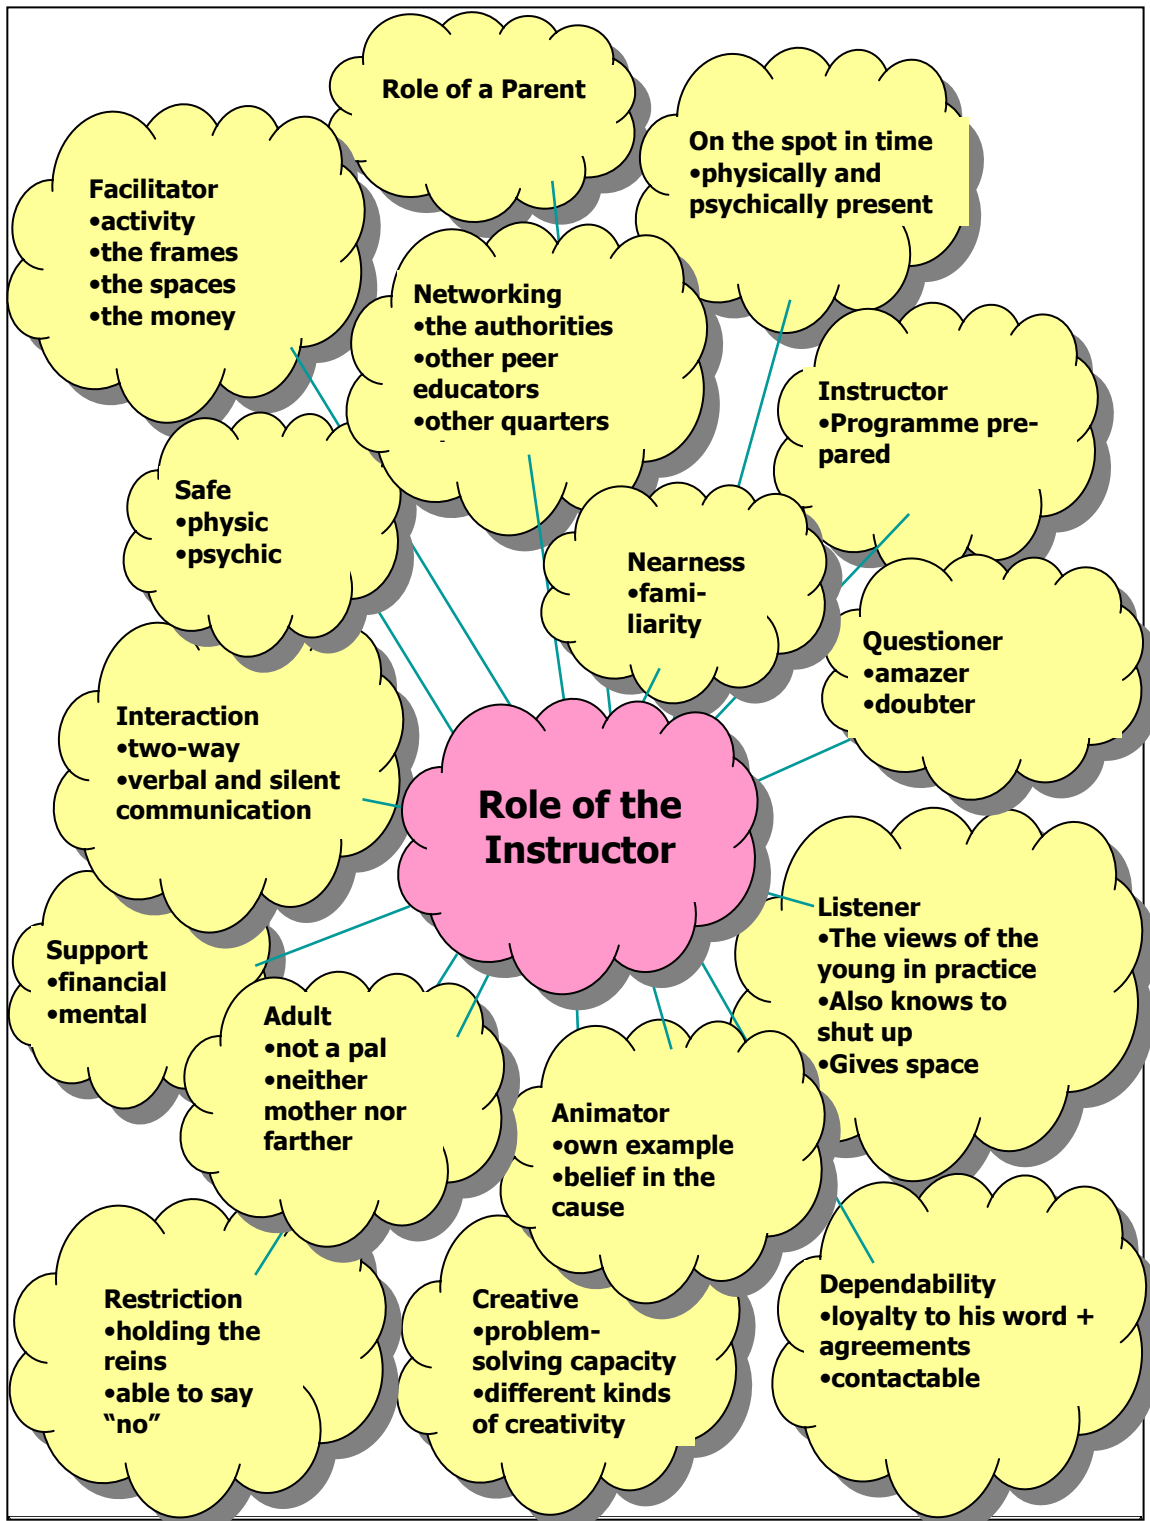 Role of a Parent
On the spot in time
•physically and
psychically present
Facilitator
•activity
•the frames
•the spaces
•the money
Networking
•the authorities
•other peer
educators
•other quarters
Instructor
•Programme pre-
pared
Safe
•physic
•psychic
Nearness
•fami-
liarity
Questioner
•amazer
•doubter
Interaction
•two-way
•verbal and silent
communication
Role of the
Instructor
Listener
•The views of the
young in practice
•Also knows to
shut up
•Gives space
Support
•financial
•mental
Adult
•not a pal
•neither
mother nor
farther
Animator
•own example
•belief in the
cause
Restriction
•holding the
reins
•able to say
“no”
Creative
•problem-
solving capacity
•different kinds
of creativity
Dependability
•loyalty to his word +
agreements
•contactable